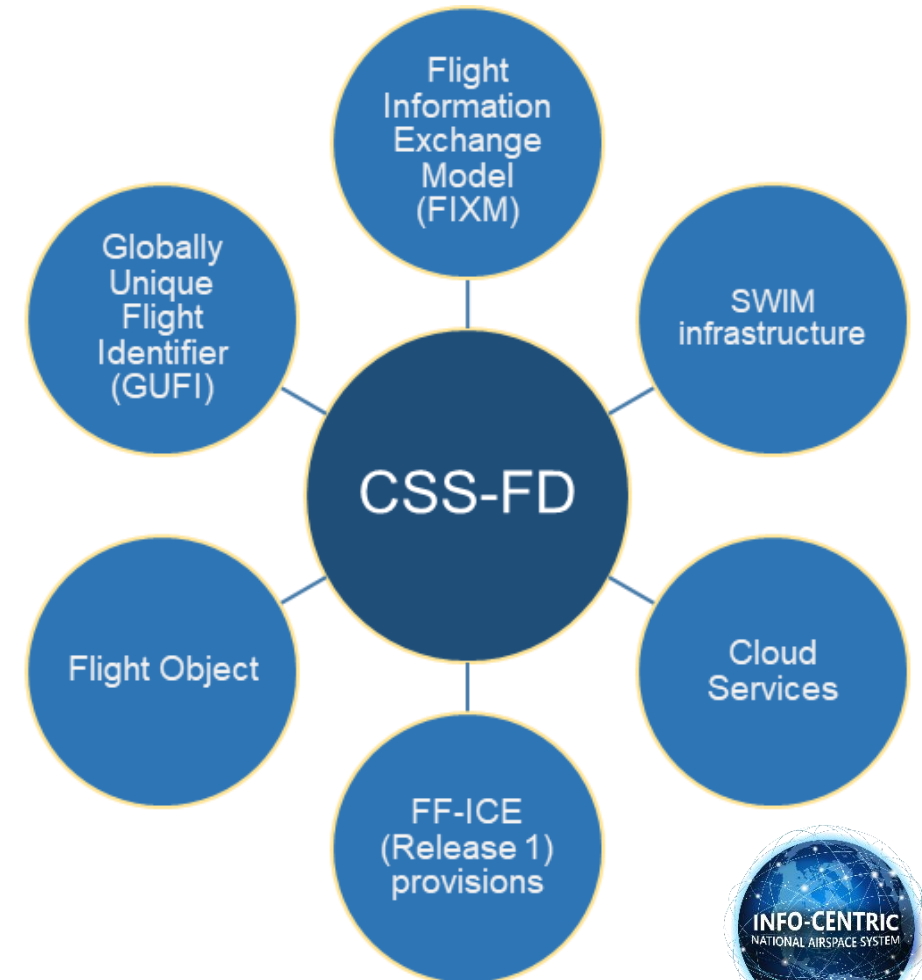 Flight
Information
Exchange
Model
(FIXM)
Globally
Unique
Flight
Identifier
(GUFI)
SWIM
infrastructure
CSS-FD
Flight Object
Cloud
Services
FF-ICE
(Release 1)
provisions
INFO-CENTRIC
NATIONAL AIRSPACE SYSTEM